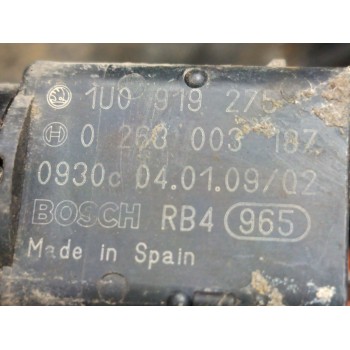 1U0 919 275
0 263 003 187
0930c 04.01.09/02
BOSCH RB4 965
Made in Spain